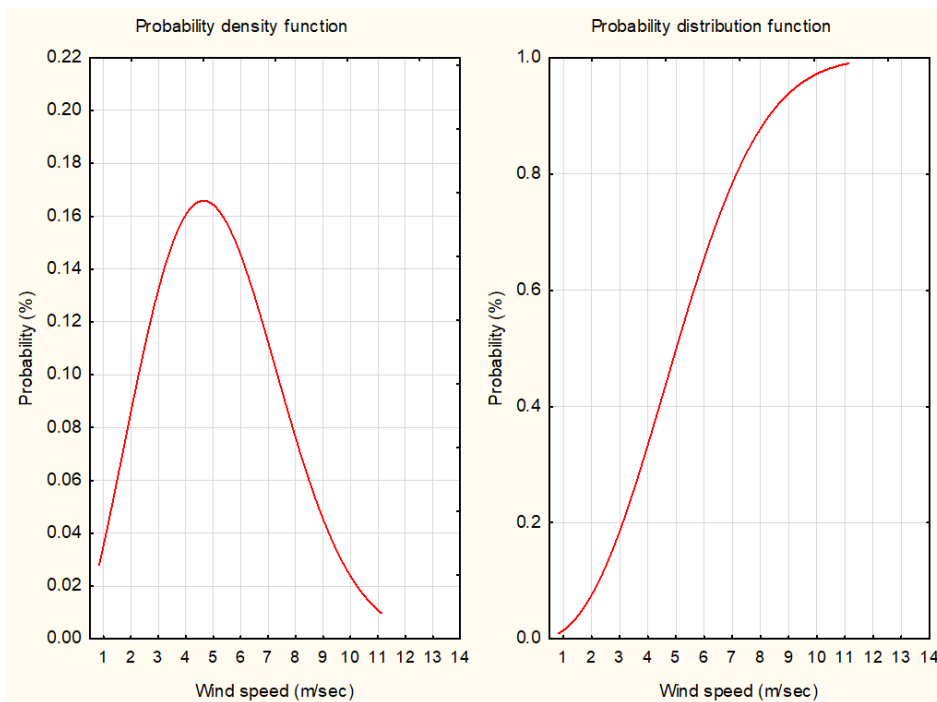 Probability density function
0.22
0.20
0.18
0.16
0.14
0.12
0.10
0.08
0.06
0.04
0.02
0.00
Probability (%)
1 2 3 4 5 6 7 8 9 10 11 12 13 14
Wind speed (m/sec)
Probability distribution function
1.0
0.8
0.6
0.4
0.2
0.0
Probability (%)
1 2 3 4 5 6 7 8 9 10 11 12 13 14
Wind speed (m/sec)